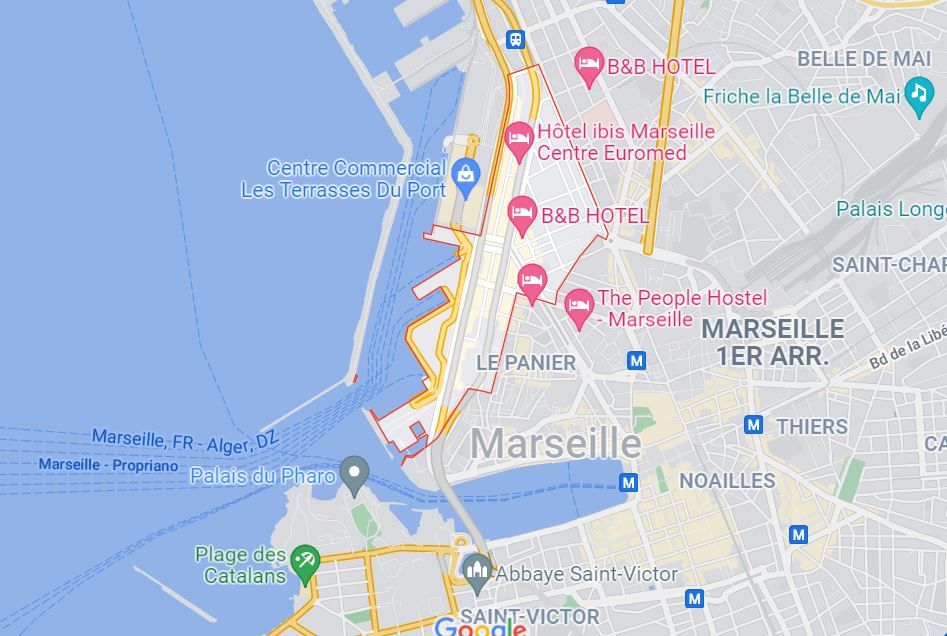 BELLE DE MAI
B&B HOTEL
Friche la Belle de Mai
Hôtel ibis Marseille
Centre Euromed
Centre Commercial
Les Terrasses Du Port
B&B HOTEL
Palais Long
SAINT-CHAR
The People Hostel
- Marseille
MARSEILLE
1ER ARR.
Bd de la Libé
LE PANIER
M
M
THIERS
Marseille
CA
Marseille, FR - Alger, DZ
Marseille - Propriano
Palais du Pharo
M
NOAILLES
M
Plage des
Catalans
Abbaye Saint-Victor
M
SAINT-VICTOR
Google